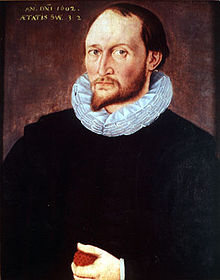 AN. DNI 1602.
ÆTATIS SVÆ. 32